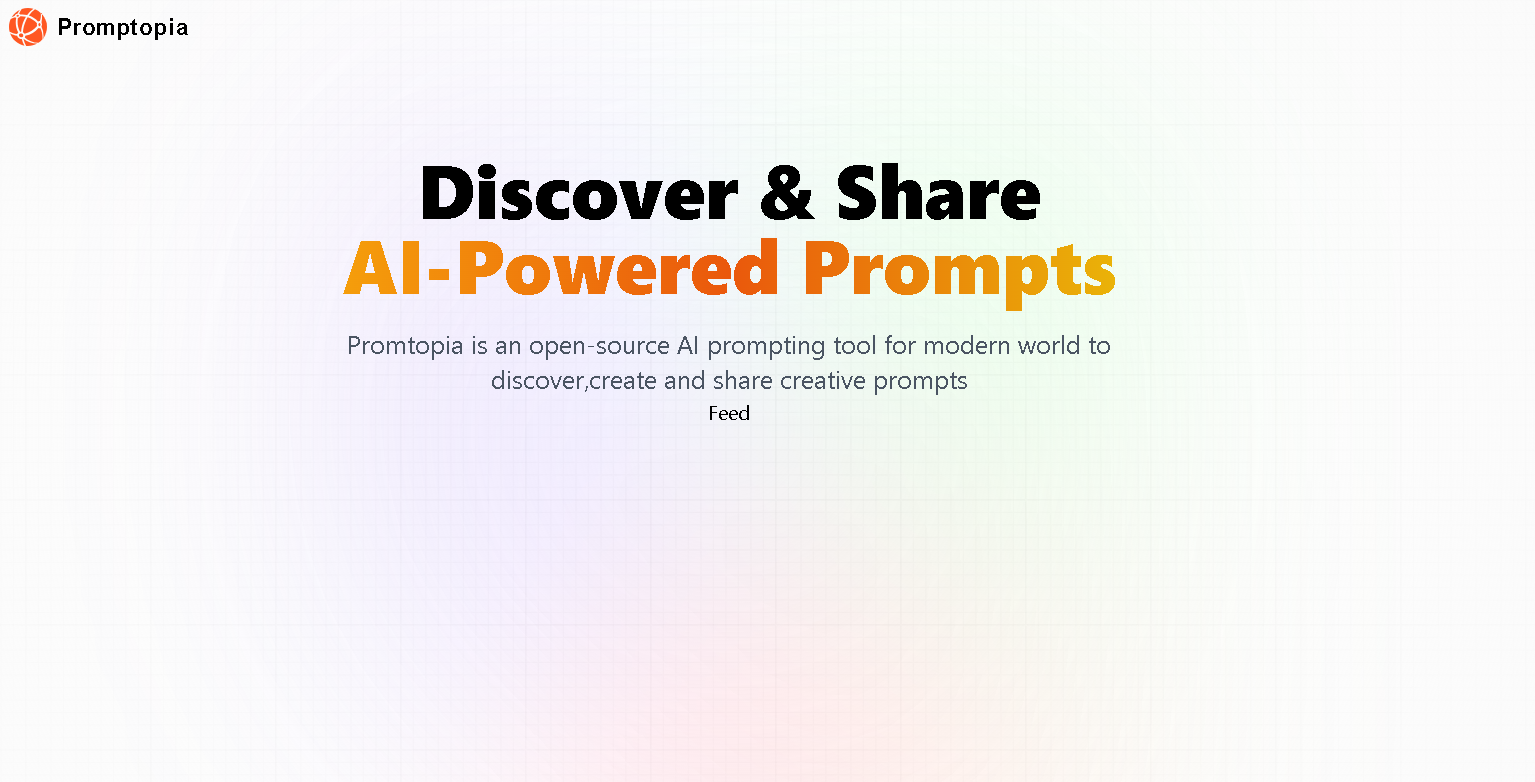 Promptopia
Discover & Share
AI-Powered Prompts
Promtopia is an open-source AI prompting tool for modern world to
discover,create and share creative prompts
Feed